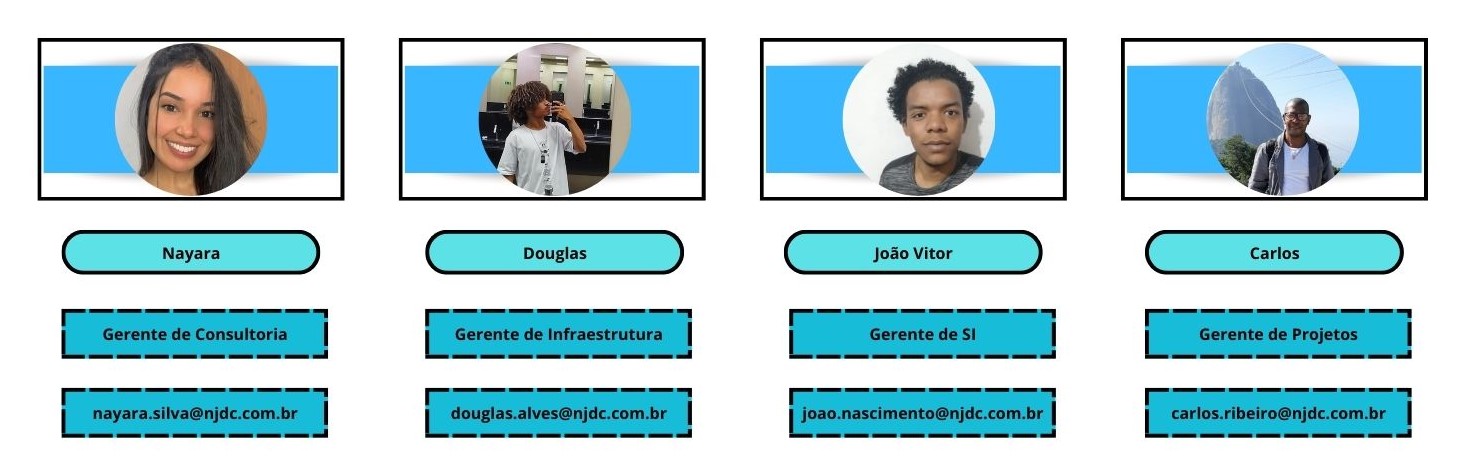 Nayara
Douglas
João Vitor
Carlos
Gerente de Consultoria
Gerente de Infraestrutura
Gerente de SI
Gerente de Projetos
nayara.silva@njdc.com.br
douglas.alves@njdc.com.br
joao.nascimento@njdc.com.br
carlos.ribeiro@njdc.com.br